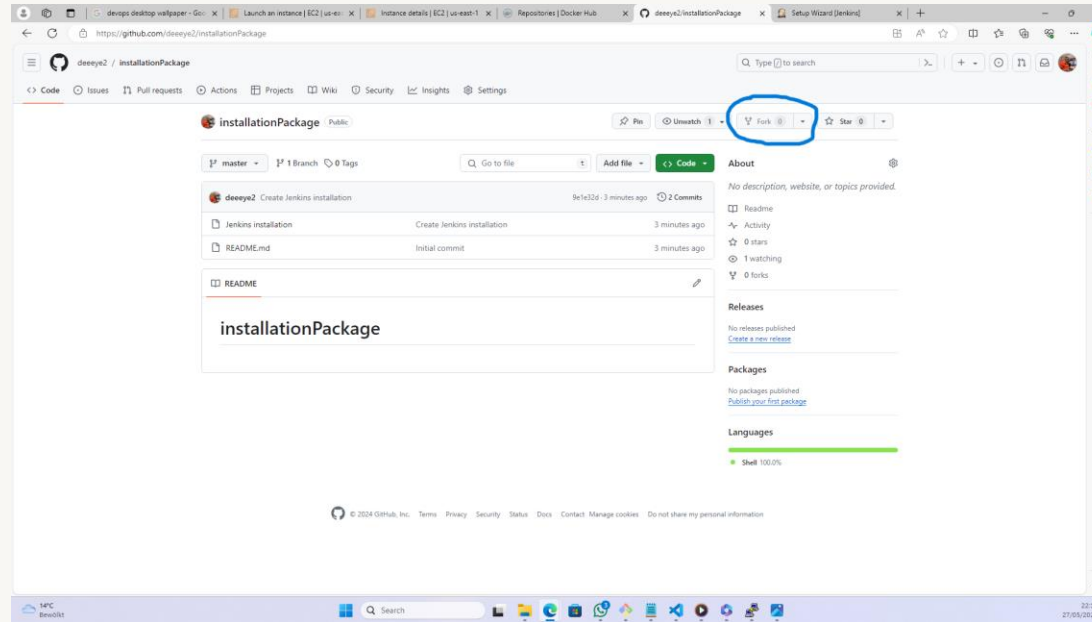 devops desktop wallpaper - Goo
Launch an instance | EC2 | us-eas
Instance details | EC2 | us-east-1
Repositories | Docker Hub
deeeye2/installationPackage
Setup Wizard [Jenkins]
https://github.com/deeeye2/installationPackage
deeeye2 / installationPackage
Type / to search
Code Issues Pull requests Actions Projects Wiki Security Insights Settings
installationPackage Public
Pin Unwatch 1 Fork 0 Star 0
master 1 Branch 0 Tags Go to file t Add file Code
deeeye2 Create Jenkins installation 9e1e32d · 3 minutes ago 2 Commits
Jenkins installation Create Jenkins installation 3 minutes ago
README.md Initial commit 3 minutes ago
README
installationPackage
About
No description, website, or topics provided.
Readme
Activity
0 stars
1 watching
0 forks
Releases
No releases published
Create a new release
Packages
No packages published
Publish your first package
Languages
Shell 100.0%
© 2024 GitHub, Inc. Terms Privacy Security Status Docs Contact Manage cookies Do not share my personal information
14°C
Bewölkt
Search
22:
27/05/20